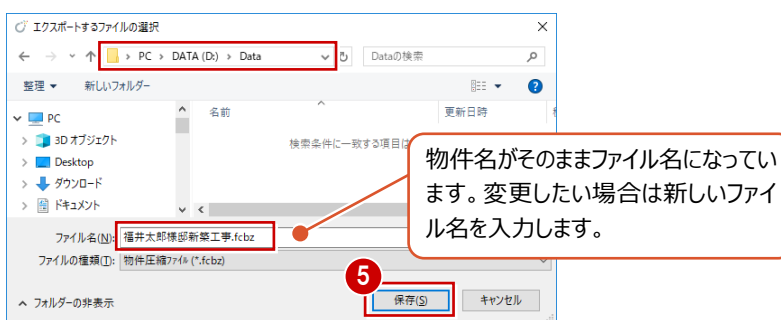 エクスポートするファイルの選択
PC > DATA (D:) > Data
Dataの検索
整理 新しいフォルダー
名前 更新日時
PC
3D オブジェクト
Desktop
ダウンロード
ドキュメント
検索条件に一致する項目は
物件名がそのままファイル名になってい
ます。変更したい場合は新しいファイ
ル名を入力します。
ファイル名(N): 福井太郎様邸新築工事.fcbz
ファイルの種類(T): 物件圧縮ファイル (*.fcbz)
5
フォルダーの非表示 保存(S) キャンセル